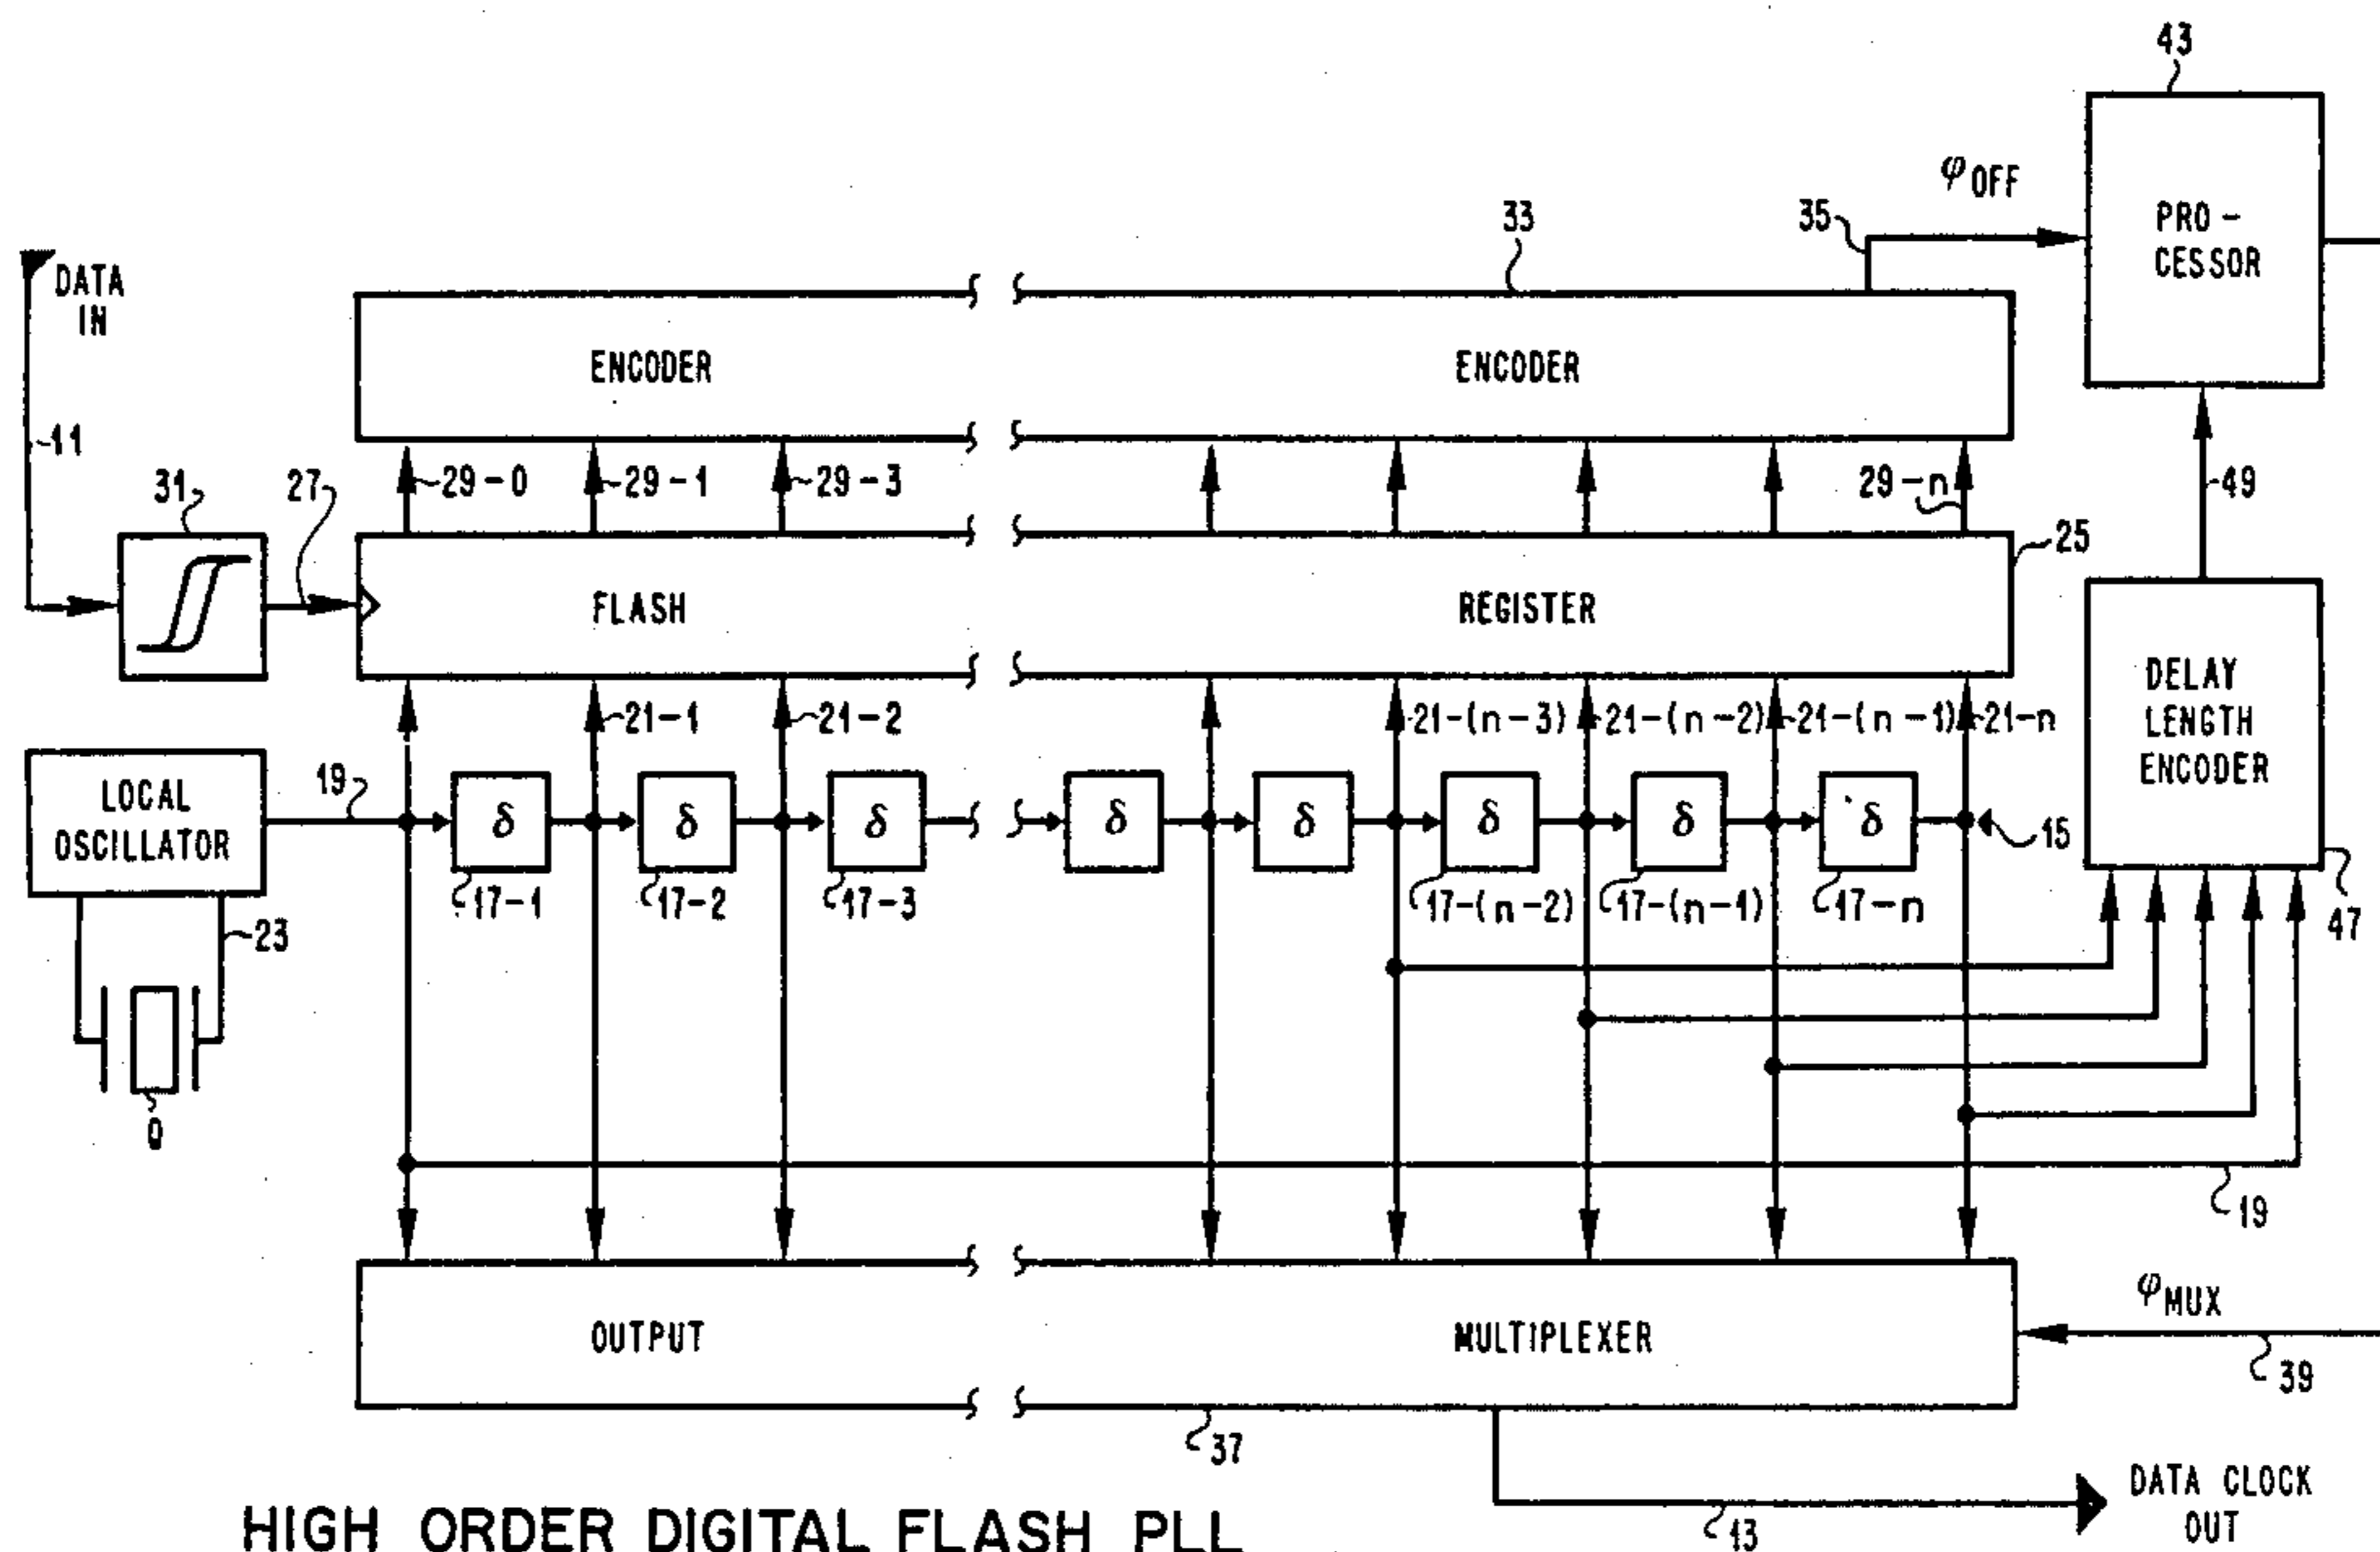 43
φOFF
35
33
PRO-
CESSOR
DATA
IN
ENCODER
ENCODER
11
31
27
29-0
29-1
29-3
29-n
49
25
FLASH
REGISTER
DELAY
LENGTH
ENCODER
21-1
21-2
21-(n-3)
21-(n-2)
21-(n-1)
21-n
LOCAL
OSCILLATOR
19
δ
δ
δ
δ
δ
δ
δ
δ
15
17-1
17-2
17-3
17-(n-2)
17-(n-1)
17-n
47
23
Q
19
φMUX
OUTPUT
MULTIPLEXER
39
37
DATA CLOCK
OUT
13
HIGH ORDER DIGITAL FLASH PLL